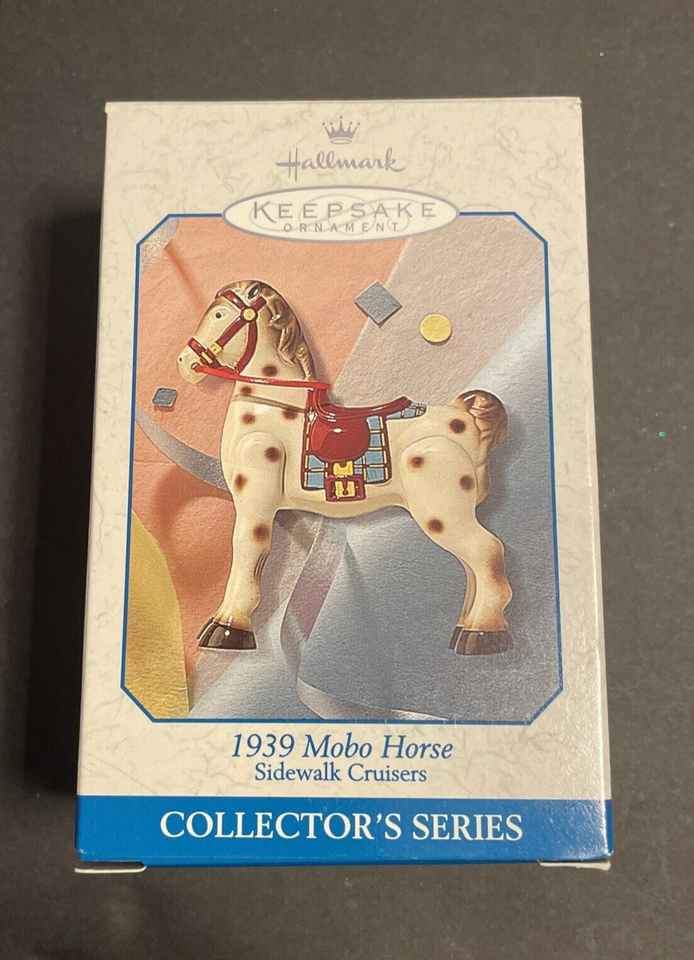 Hallmark
KEEPSAKE
ORNAMENT
1939 Mobo Horse
Sidewalk Cruisers
COLLECTOR'S SERIES